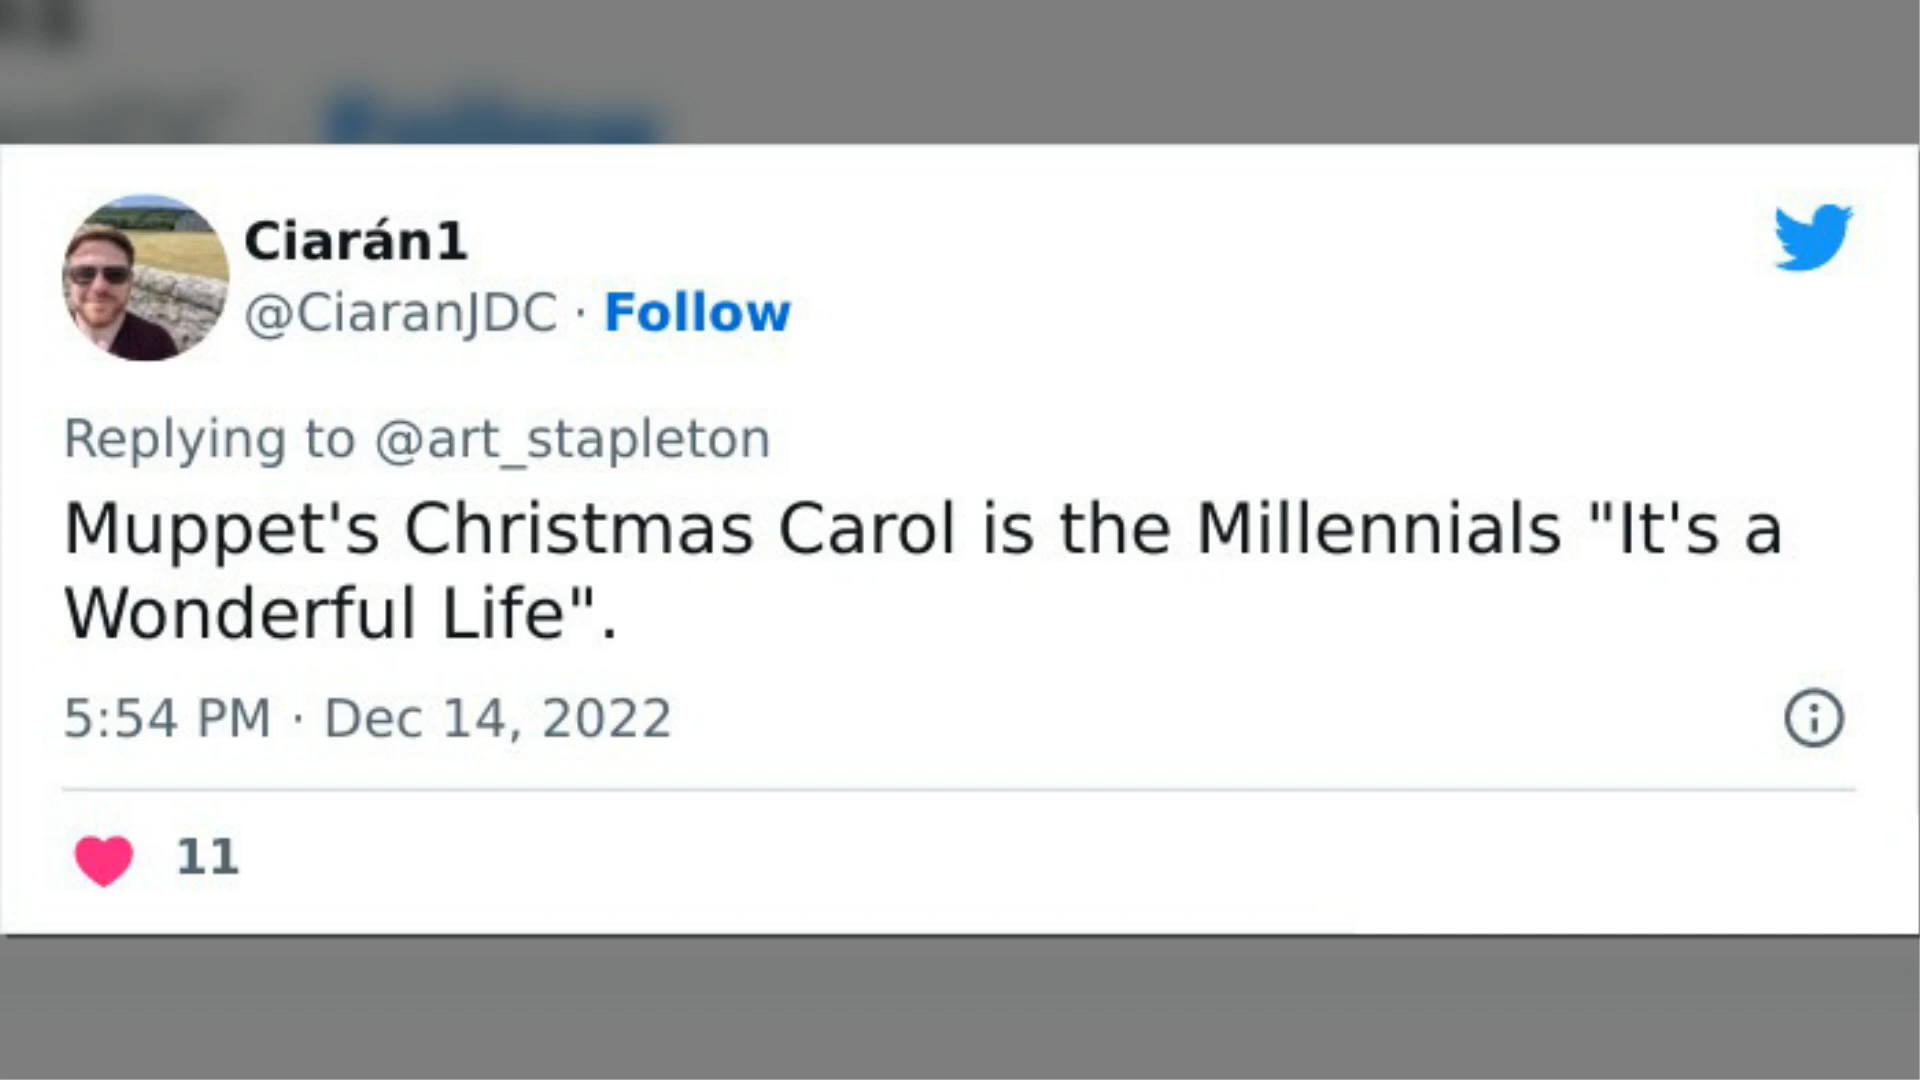 Ciarán1
@CiaranJDC · Follow
Replying to @art_stapleton
Muppet's Christmas Carol is the Millennials "It's a
Wonderful Life".
5:54 PM · Dec 14, 2022
11